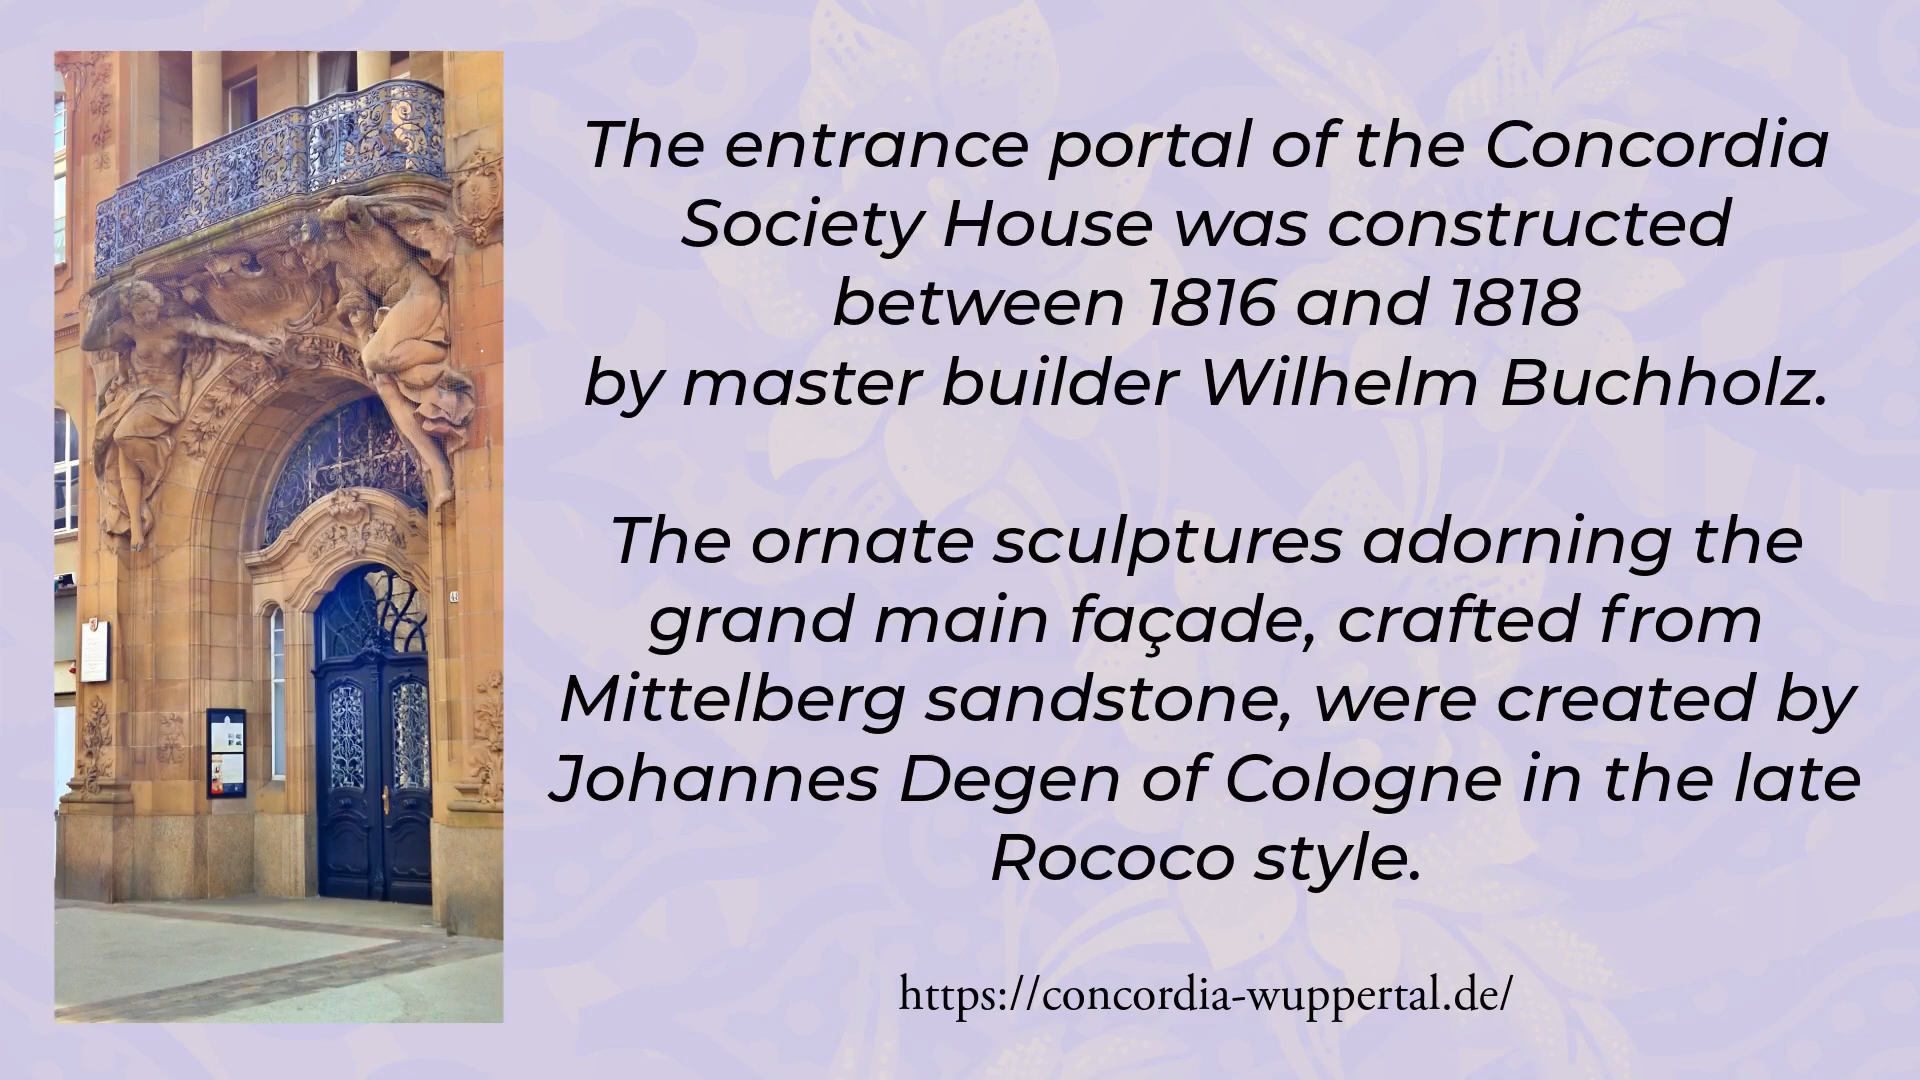 The entrance portal of the Concordia
Society House was constructed
between 1816 and 1818
by master builder Wilhelm Buchholz.
The ornate sculptures adorning the
grand main façade, crafted from
Mittelberg sandstone, were created by
Johannes Degen of Cologne in the late
Rococo style.
https://concordia-wuppertal.de/